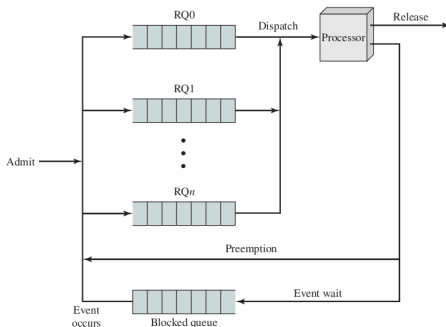 RQ0
Dispatch
Release
Processor
RQ1
Admit
RQn
Preemption
Event wait
Event
occurs
Blocked queue